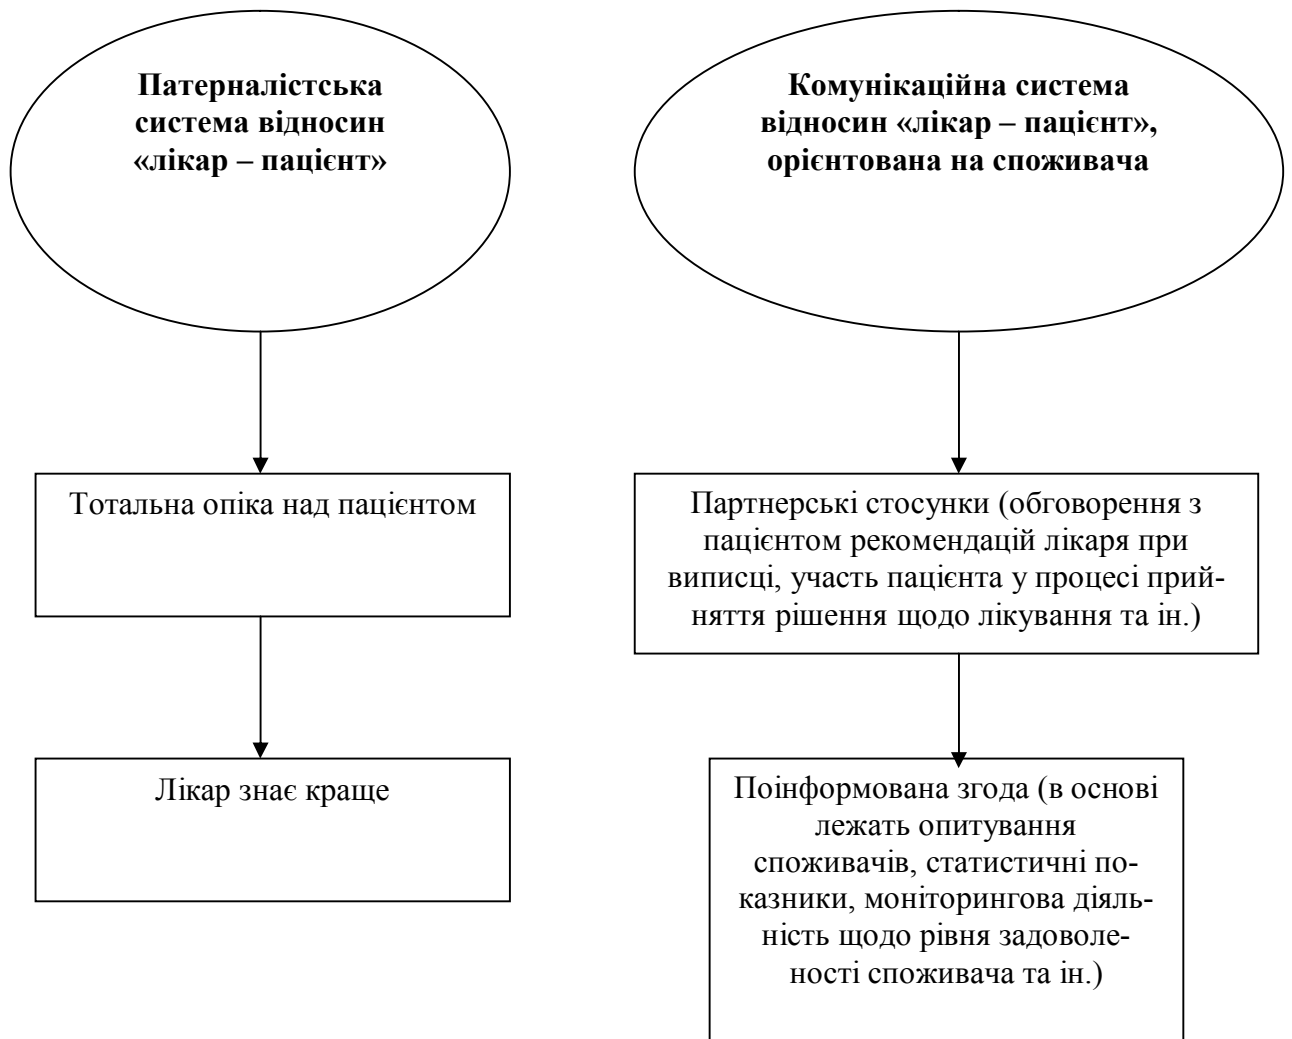 Патерналістська
система відносин
«лікар – пацієнт»
Тотальна опіка над пацієнтом
Лікар знає краще
Комунікаційна система
відносин «лікар – пацієнт»,
орієнтована на споживача
Партнерські стосунки (обговорення з
пацієнтом рекомендацій лікаря при
виписці, участь пацієнта у процесі прий-
няття рішення щодо лікування та ін.)
Поінформована згода (в основі
лежать опитування
споживачів, статистичні по-
казники, моніторингова діяль-
ність щодо рівня задоволе-
ності споживача та ін.)